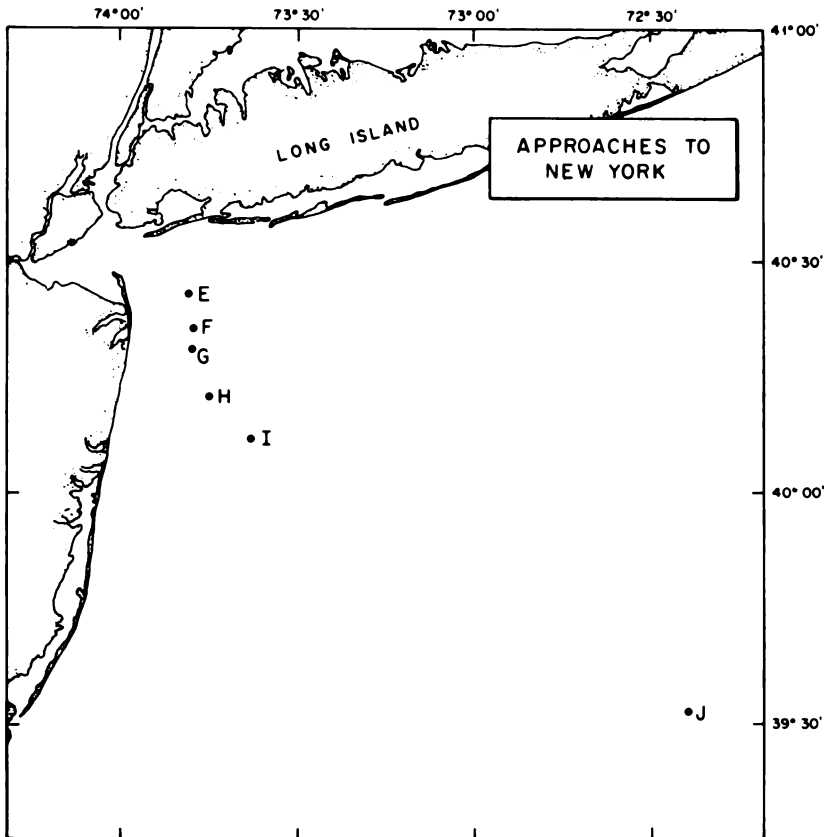 74°00' 73°30' 73°00' 72°30'
41°00'
LONG ISLAND
APPROACHES TO
NEW YORK
40°30'
E
F
G
H
I
40°00'
J
39°30'